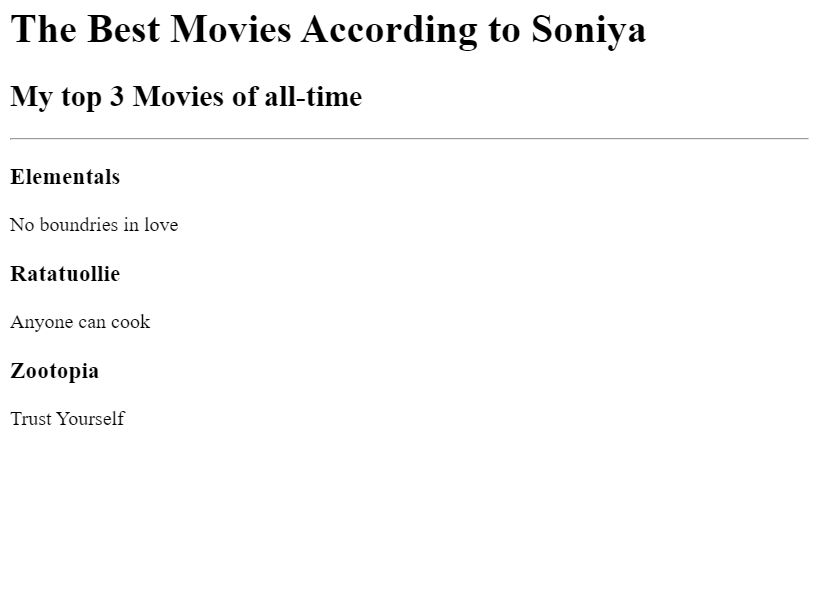 The Best Movies According to Soniya
My top 3 Movies of all-time
Elementals
No boundries in love
Ratatuollie
Anyone can cook
Zootopia
Trust Yourself